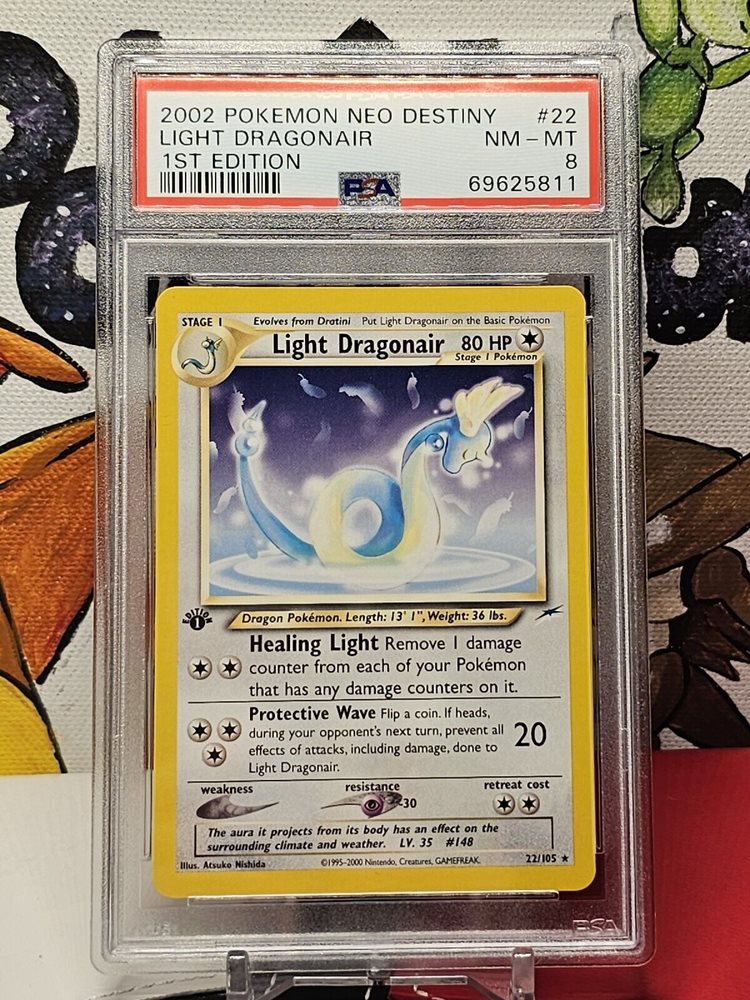 2002 POKEMON NEO DESTINY #22
LIGHT DRAGONAIR NM - MT
1ST EDITION 8
PSA 69625811
STAGE 1 Evolves from Dratini Put Light Dragonair on the Basic Pokémon
Light Dragonair 80 HP
Stage 1 Pokémon
EDITION
1
Dragon Pokémon. Length: 13' 1", Weight: 36 lbs.
Healing Light Remove 1 damage
counter from each of your Pokémon
that has any damage counters on it.
Protective Wave Flip a coin. If heads,
during your opponent's next turn, prevent all
effects of attacks, including damage, done to
Light Dragonair.
20
weakness resistance retreat cost
-30
The aura it projects from its body has an effect on the
surrounding climate and weather. LV. 35 #148
Illus. Atsuko Nishida ©1995-2000 Nintendo, Creatures, GAMEFREAK. 22/105 ★
PSA